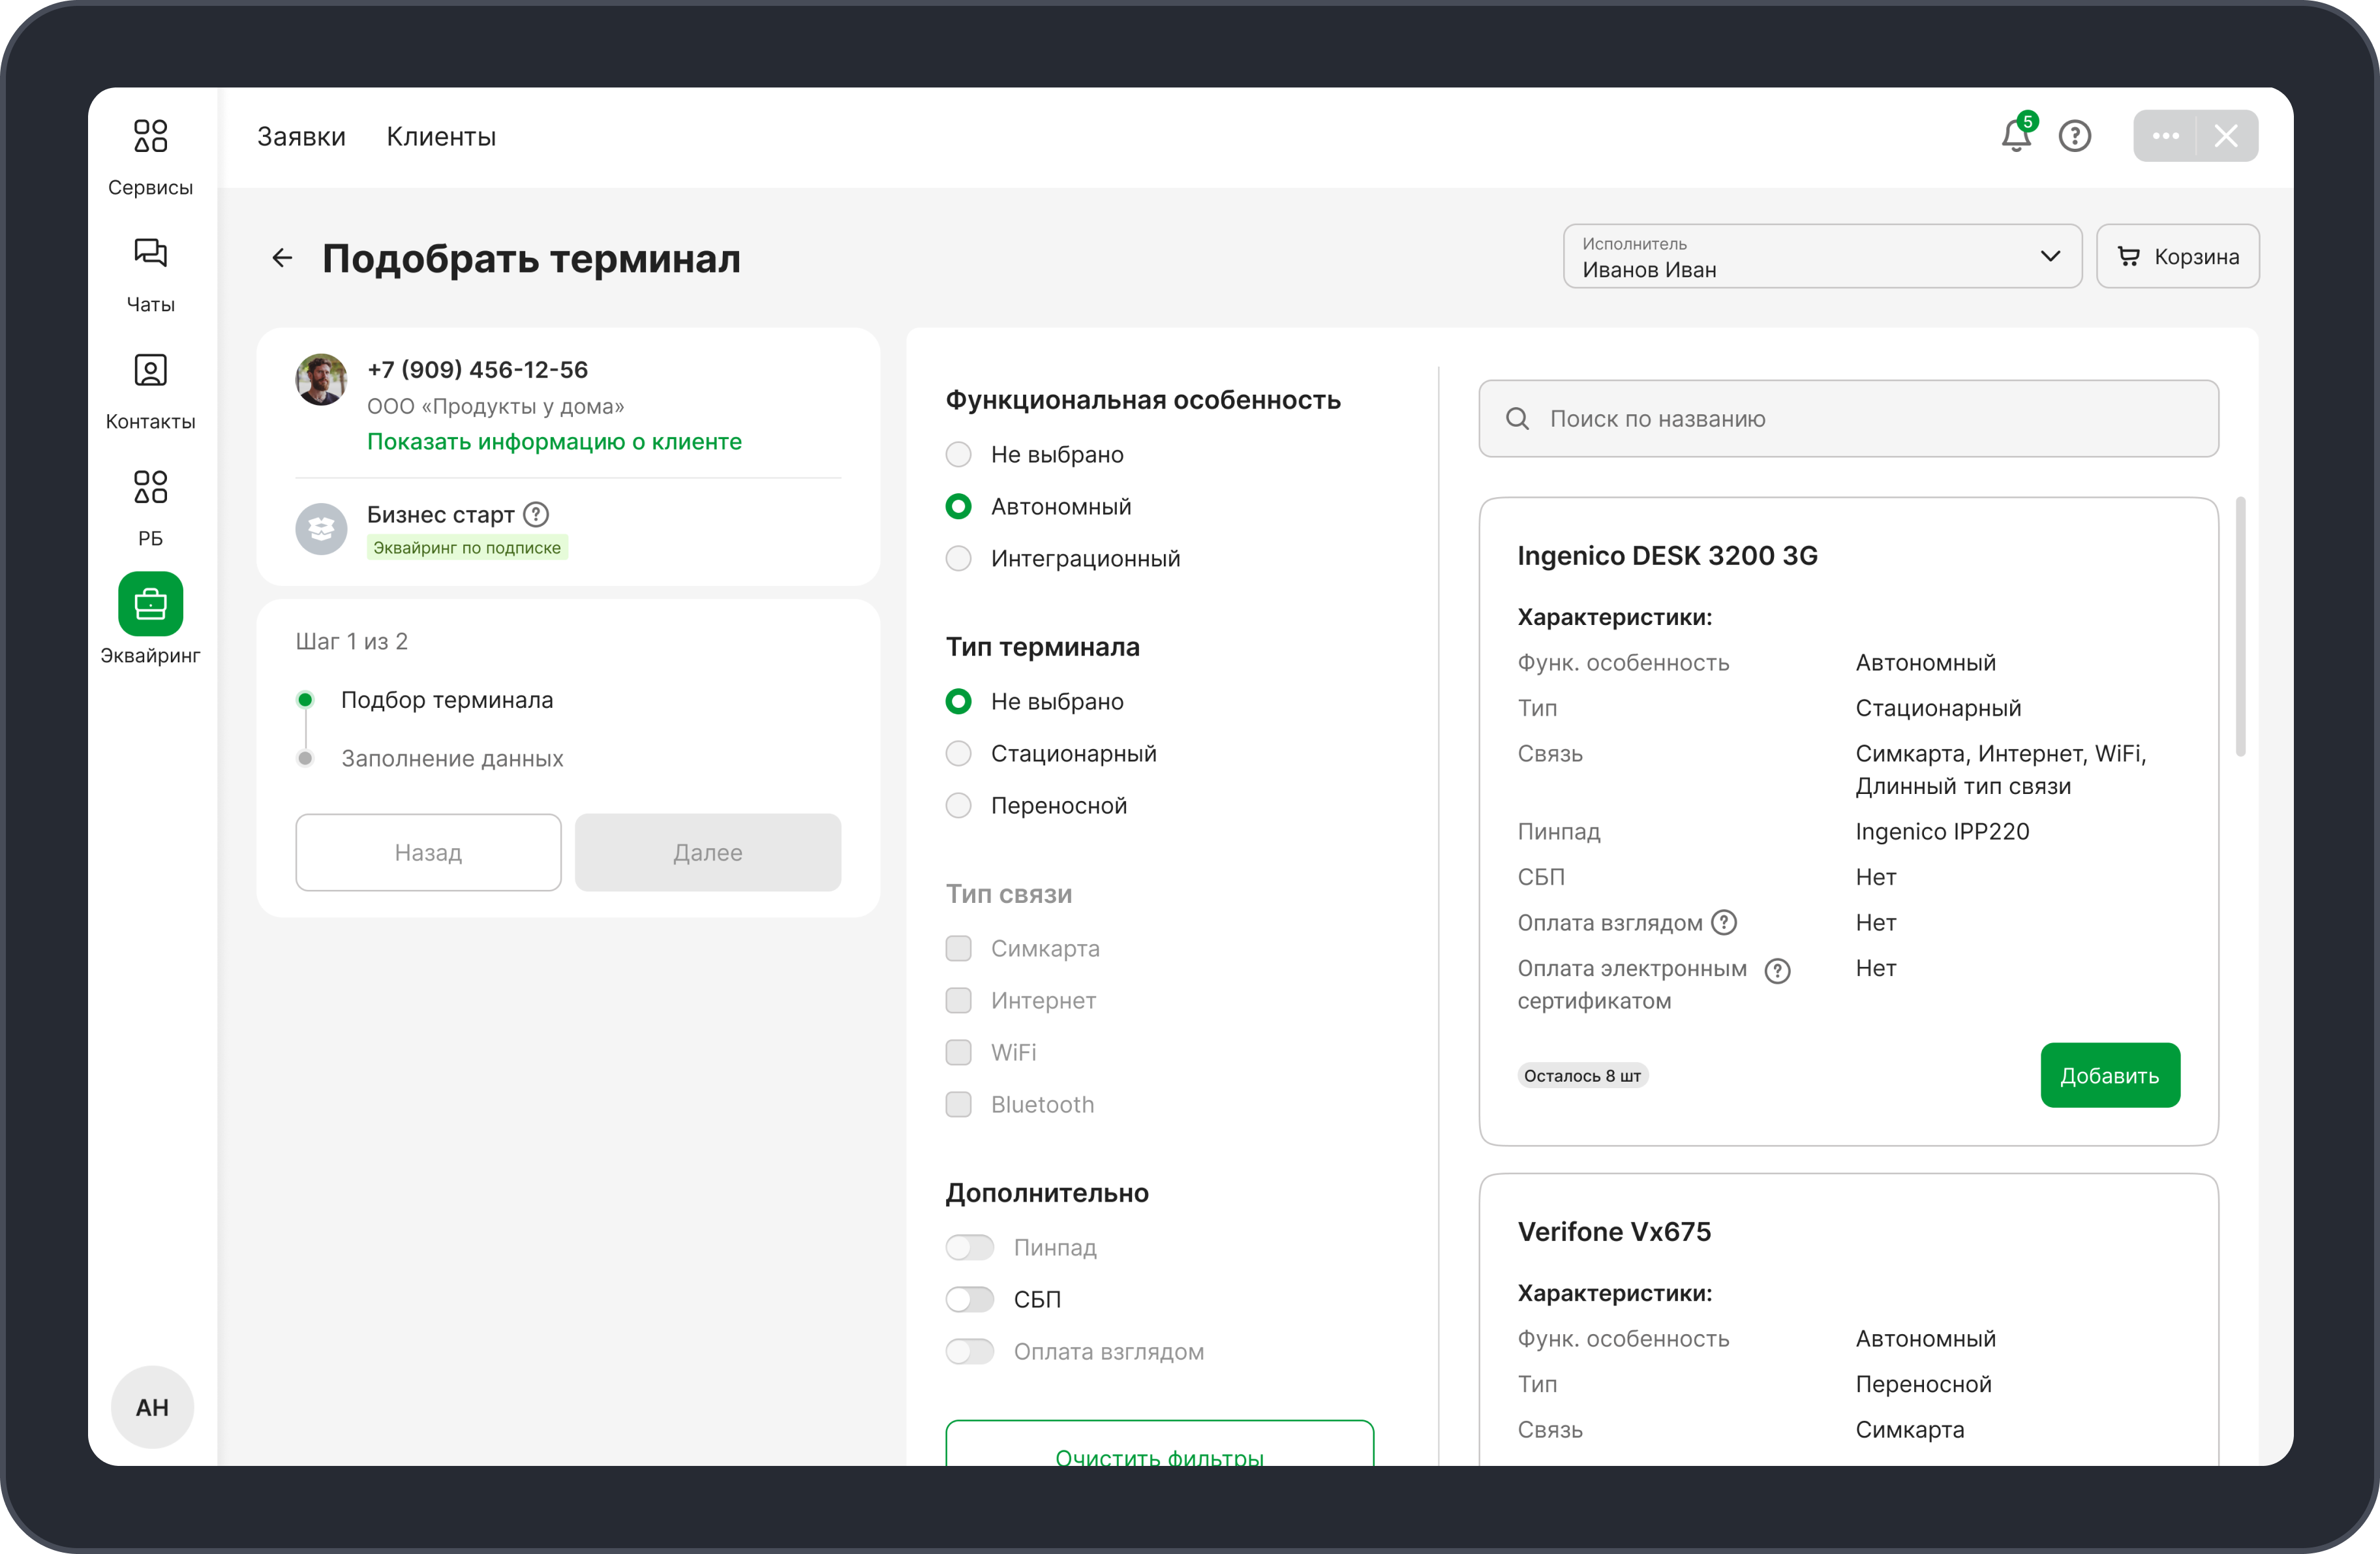 Сервисы
Чаты
Контакты
РБ
Эквайринг
АН
Заявки
Клиенты
5
Подобрать терминал
Исполнитель
Иванов Иван
Корзина
+7 (909) 456-12-56
ООО «Продукты у дома»
Показать информацию о клиенте
Бизнес старт
Эквайринг по подписке
Шаг 1 из 2
Подбор терминала
Заполнение данных
Назад
Далее
Функциональная особенность
Не выбрано
Автономный
Интеграционный
Тип терминала
Не выбрано
Стационарный
Переносной
Тип связи
Симкарта
Интернет
WiFi
Bluetooth
Дополнительно
Пинпад
СБП
Оплата взглядом
Очистить фильтры
Поиск по названию
Ingenico DESK 3200 3G
Характеристики:
Функ. особенность Автономный
Тип Стационарный
Связь Симкарта, Интернет, WiFi,
Длинный тип связи
Пинпад Ingenico IPP220
СБП Нет
Оплата взглядом Нет
Оплата электронным Нет
сертификатом
Осталось 8 шт
Добавить
Verifone Vx675
Характеристики:
Функ. особенность Автономный
Тип Переносной
Связь Симкарта